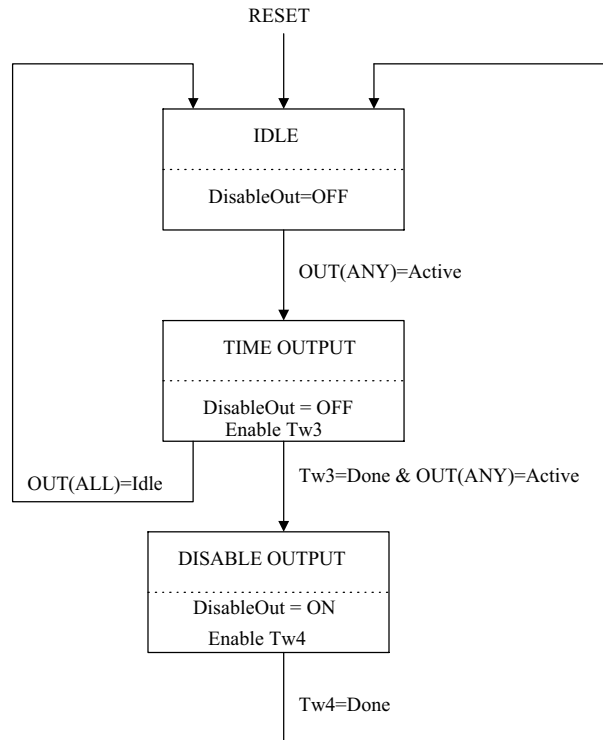 RESET
IDLE
DisableOut=OFF
OUT(ANY)=Active
TIME OUTPUT
DisableOut = OFF
Enable Tw3
OUT(ALL)=Idle
Tw3=Done & OUT(ANY)=Active
DISABLE OUTPUT
DisableOut = ON
Enable Tw4
Tw4=Done